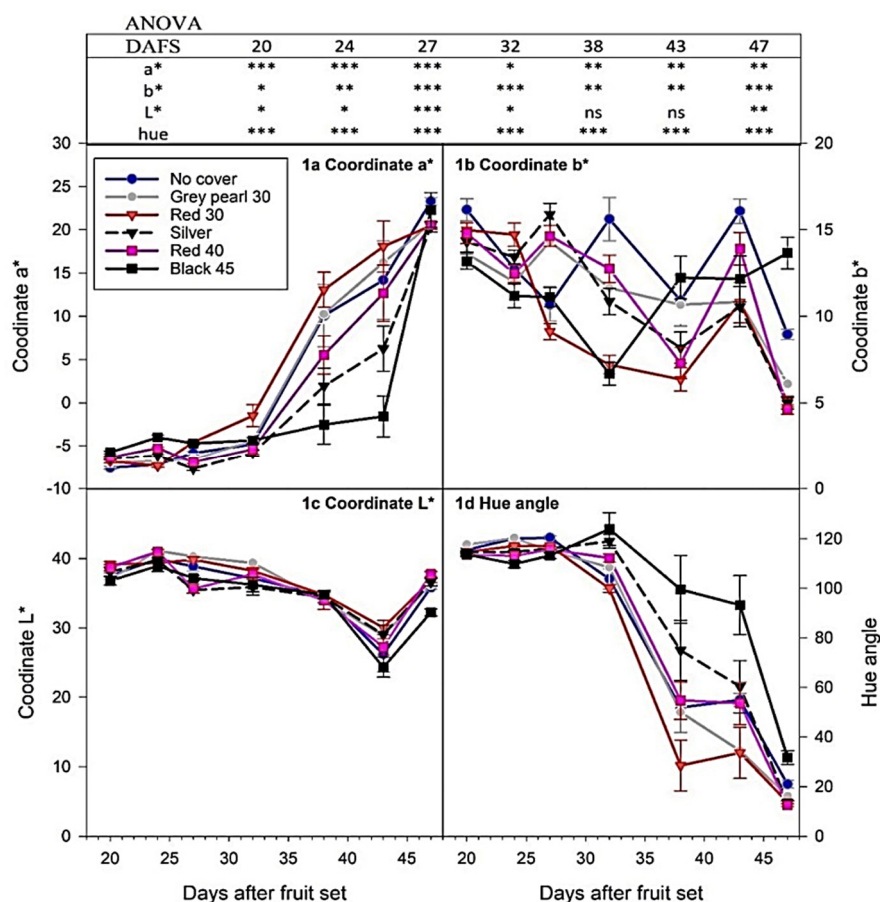 ANOVA
DAFS 20 24 27 32 38 43 47
a* *** *** *** * ** ** **
b* * ** *** *** ** ** ***
L* * * *** * ns ns **
hue *** *** *** *** *** *** ***
30 1a Coordinate a* 1b Coordinate b* 20
No cover
Grey pearl 30
Red 30
Silver
Red 40
Black 45
25
20
15
10
5
0
-5
-10
Coodinate a*
15
10
5
0
Coodinate b*
1c Coordinate L* 1d Hue angle
40
30
20
10
0
Coodinate L*
120
100
80
60
40
20
0
Hue angle
20 25 30 35 40 45 20 25 30 35 40 45
Days after fruit set Days after fruit set